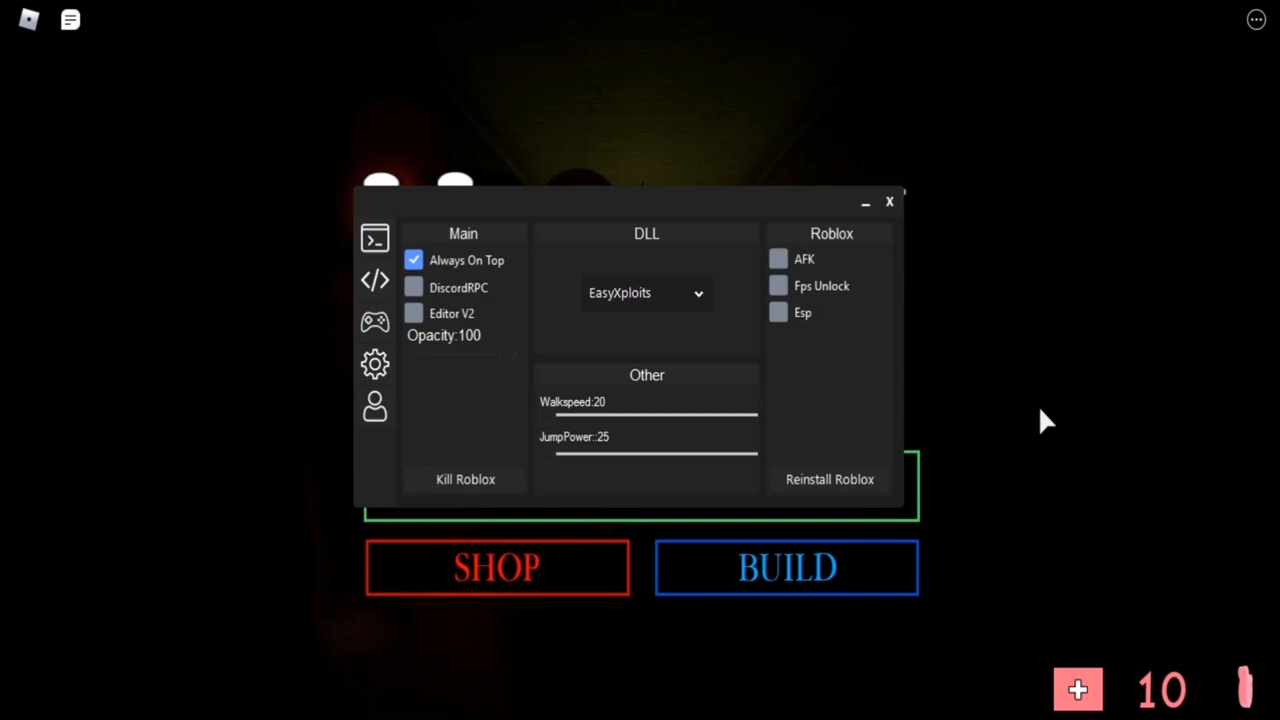 Main
Always On Top
DiscordRPC
Editor V2
Opacity:100
Kill Roblox
DLL
EasyXploits
Other
Walkspeed:20
JumpPower::25
Roblox
AFK
Fps Unlock
Esp
Reinstall Roblox
X
SHOP
BUILD
10